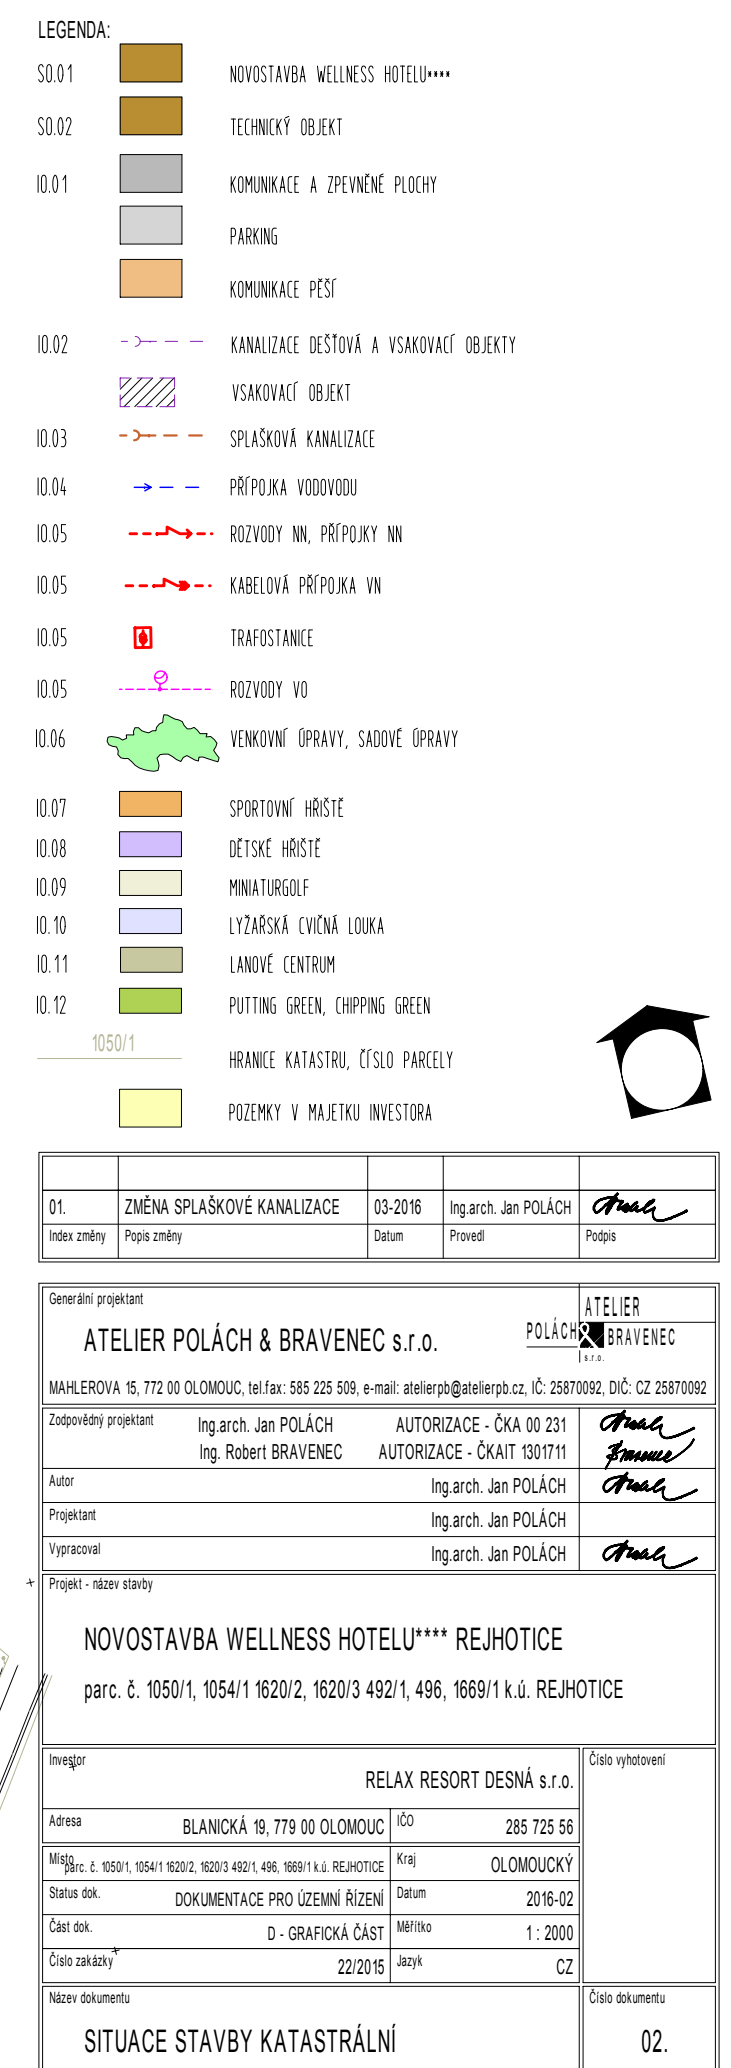 LEGENDA:
SO.01 NOVOSTAVBA WELLNESS HOTELU****
SO.02 TECHNICKÝ OBJEKT
IO.01 KOMUNIKACE A ZPEVNĚNÉ PLOCHY
PARKING
KOMUNIKACE PĚŠÍ
IO.02 KANALIZACE DEŠŤOVÁ A VSAKOVACÍ OBJEKTY
VSAKOVACÍ OBJEKT
IO.03 SPLAŠKOVÁ KANALIZACE
IO.04 PŘÍPOJKA VODOVODU
IO.05 ROZVODY NN, PŘÍPOJKY NN
IO.05 KABELOVÁ PŘÍPOJKA VN
IO.05 TRAFOSTANICE
IO.05 ROZVODY VO
IO.06 VENKOVNÍ ÚPRAVY, SADOVÉ ÚPRAVY
IO.07 SPORTOVNÍ HŘIŠTĚ
IO.08 DĚTSKÉ HŘIŠTĚ
IO.09 MINIATURGOLF
IO.10 LYŽAŘSKÁ CVIČNÁ LOUKA
IO.11 LANOVÉ CENTRUM
IO.12 PUTTING GREEN, CHIPPING GREEN
1050/1 HRANICE KATASTRU, ČÍSLO PARCELY
POZEMKY V MAJETKU INVESTORA
01. ZMĚNA SPLAŠKOVÉ KANALIZACE 03-2016 Ing.arch. Jan POLÁCH
Index změny Popis změny Datum Provedl Podpis
Generální projektant
ATELIER POLÁCH & BRAVENEC s.r.o.
ATELIER
POLÁCH & BRAVENEC
s.r.o.
MAHLEROVA 15, 772 00 OLOMOUC, tel.fax: 585 225 509, e-mail: atelierpb@atelierpb.cz, IČ: 25870092, DIČ: CZ 25870092
Zodpovědný projektant Ing.arch. Jan POLÁCH AUTORIZACE - ČKA 00 231
Ing. Robert BRAVENEC AUTORIZACE - ČKAIT 1301711
Autor Ing.arch. Jan POLÁCH
Projektant Ing.arch. Jan POLÁCH
Vypracoval Ing.arch. Jan POLÁCH
Projekt - název stavby
NOVOSTAVBA WELLNESS HOTELU**** REJHOTICE
parc. č. 1050/1, 1054/1 1620/2, 1620/3 492/1, 496, 1669/1 k.ú. REJHOTICE
Investor RELAX RESORT DESNÁ s.r.o.
Číslo vyhotovení
Adresa BLANICKÁ 19, 779 00 OLOMOUC IČO 285 725 56
Místo parc. č. 1050/1, 1054/1 1620/2, 1620/3 492/1, 496, 1669/1 k.ú. REJHOTICE Kraj OLOMOUCKÝ
Status dok. DOKUMENTACE PRO ÚZEMNÍ ŘÍZENÍ Datum 2016-02
Část dok. D - GRAFICKÁ ČÁST Měřítko 1 : 2000
Číslo zakázky 22/2015 Jazyk CZ
Název dokumentu Číslo dokumentu
SITUACE STAVBY KATASTRÁLNÍ 02.